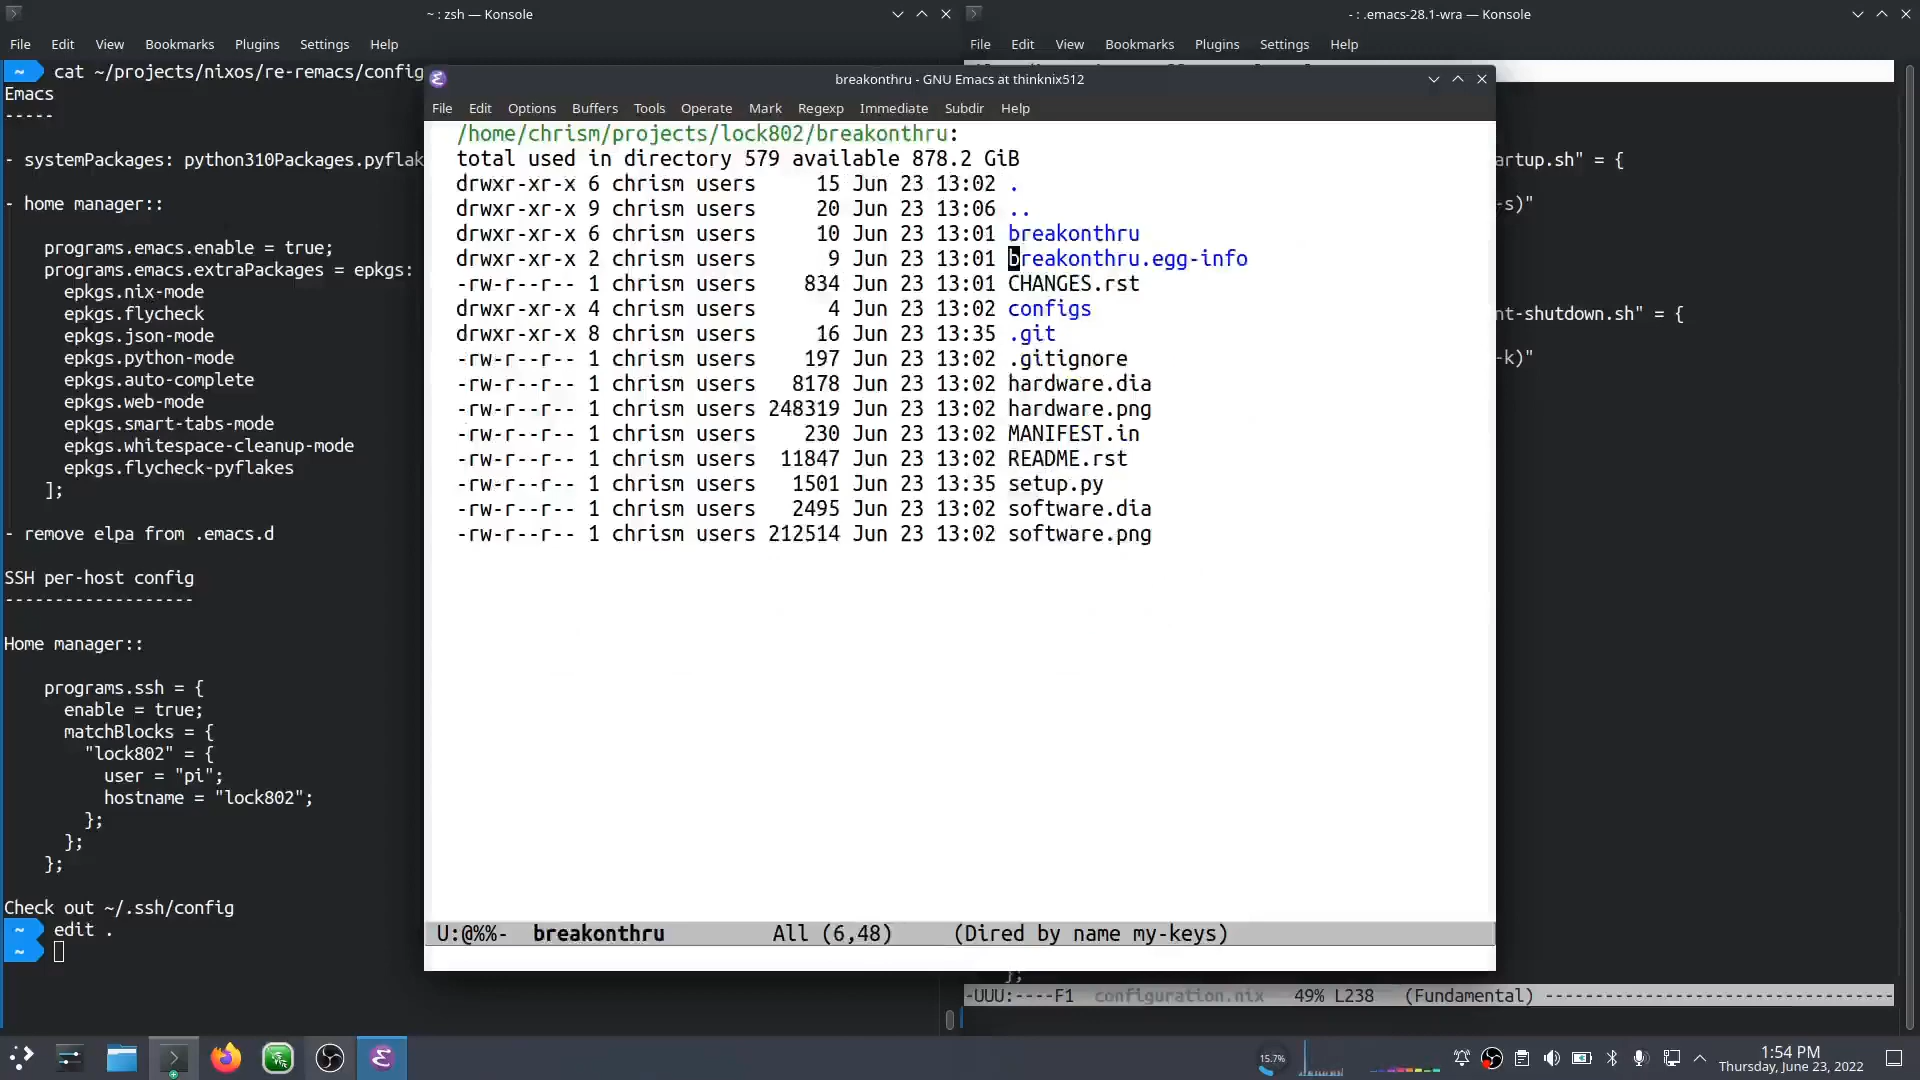 ~ : zsh — Konsole
File Edit View Bookmarks Plugins Settings Help
~ cat ~/projects/nixos/re-remacs/config
Emacs
-----
- systemPackages: python310Packages.pyflak
- home manager::
programs.emacs.enable = true;
programs.emacs.extraPackages = epkgs:
epkgs.nix-mode
epkgs.flycheck
epkgs.json-mode
epkgs.python-mode
epkgs.auto-complete
epkgs.web-mode
epkgs.smart-tabs-mode
epkgs.whitespace-cleanup-mode
epkgs.flycheck-pyflakes
];
- remove elpa from .emacs.d
SSH per-host config
-------------------
Home manager::
programs.ssh = {
enable = true;
matchBlocks = {
"lock802" = {
user = "pi";
hostname = "lock802";
};
};
};
Check out ~/.ssh/config
~ edit .
~
- : .emacs-28.1-wra — Konsole
File Edit View Bookmarks Plugins Settings Help
artup.sh" = {
-s)"
nt-shutdown.sh" = {
-k)"
};
-UUU:----F1 configuration.nix 49% L238 (Fundamental) -----------------------------------
breakonthru - GNU Emacs at thinknix512
File Edit Options Buffers Tools Operate Mark Regexp Immediate Subdir Help
/home/chrism/projects/lock802/breakonthru:
total used in directory 579 available 878.2 GiB
drwxr-xr-x 6 chrism users 15 Jun 23 13:02 .
drwxr-xr-x 9 chrism users 20 Jun 23 13:06 ..
drwxr-xr-x 6 chrism users 10 Jun 23 13:01 breakonthru
drwxr-xr-x 2 chrism users 9 Jun 23 13:01 breakonthru.egg-info
-rw-r--r-- 1 chrism users 834 Jun 23 13:01 CHANGES.rst
drwxr-xr-x 4 chrism users 4 Jun 23 13:02 configs
drwxr-xr-x 8 chrism users 16 Jun 23 13:35 .git
-rw-r--r-- 1 chrism users 197 Jun 23 13:02 .gitignore
-rw-r--r-- 1 chrism users 8178 Jun 23 13:02 hardware.dia
-rw-r--r-- 1 chrism users 248319 Jun 23 13:02 hardware.png
-rw-r--r-- 1 chrism users 230 Jun 23 13:02 MANIFEST.in
-rw-r--r-- 1 chrism users 11847 Jun 23 13:02 README.rst
-rw-r--r-- 1 chrism users 1501 Jun 23 13:35 setup.py
-rw-r--r-- 1 chrism users 2495 Jun 23 13:02 software.dia
-rw-r--r-- 1 chrism users 212514 Jun 23 13:02 software.png
U:@%%- breakonthru All (6,48) (Dired by name my-keys)
15.7%
1:54 PM
Thursday, June 23, 2022